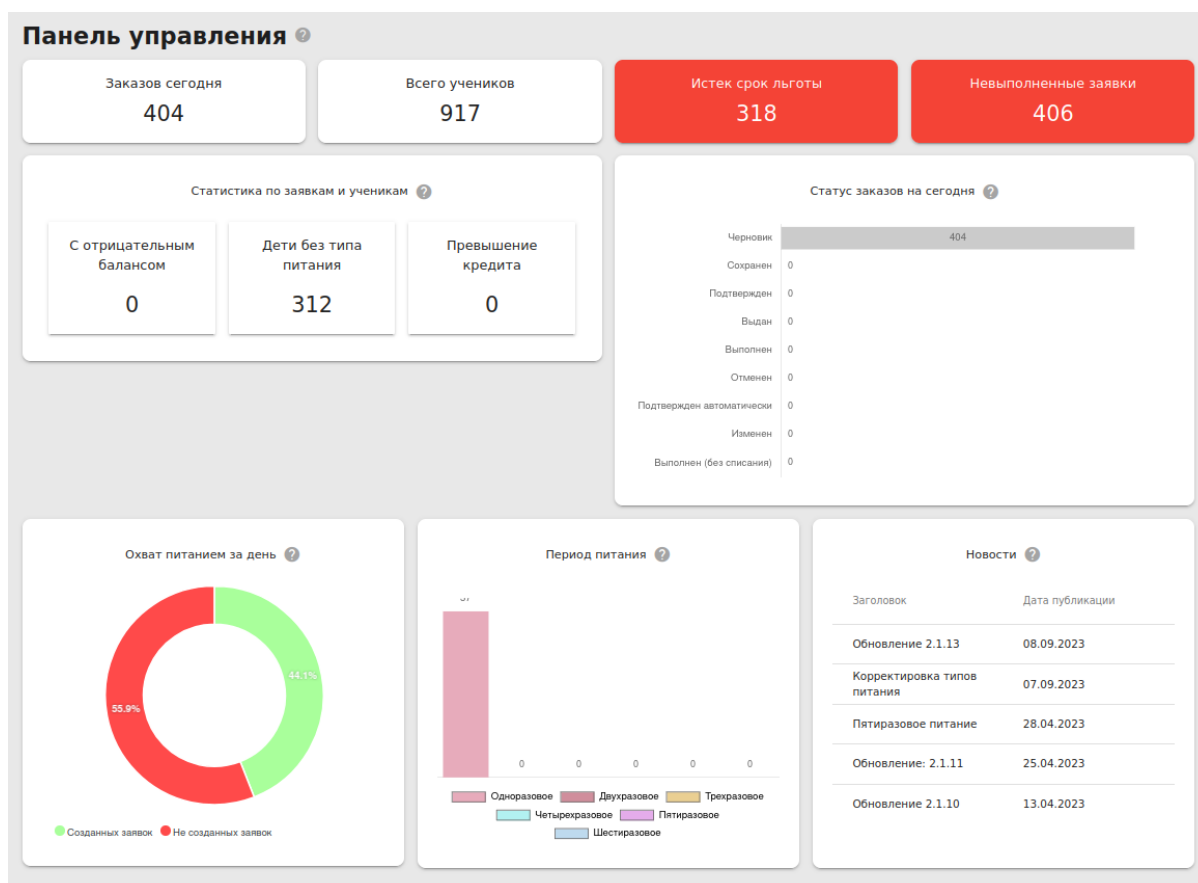 Панель управления
Заказов сегодня
404
Всего учеников
917
Истек срок льготы
318
Невыполненные заявки
406
Статистика по заявкам и ученикам
С отрицательным
балансом
0
Дети без типа
питания
312
Превышение
кредита
0
Статус заказов на сегодня
Черновик 404
Сохранен 0
Подтвержден 0
Выдан 0
Выполнен 0
Отменен 0
Подтвержден автоматически 0
Изменен 0
Выполнен (без списания) 0
Охват питанием за день
44.1%
55.9%
Созданных заявок Не созданных заявок
Период питания
0 0 0 0 0
Одноразовое Двухразовое Трехразовое
Четырехразовое Пятиразовое
Шестиразовое
Новости
Заголовок Дата публикации
Обновление 2.1.13 08.09.2023
Корректировка типов
питания 07.09.2023
Пятиразовое питание 28.04.2023
Обновление: 2.1.11 25.04.2023
Обновление 2.1.10 13.04.2023